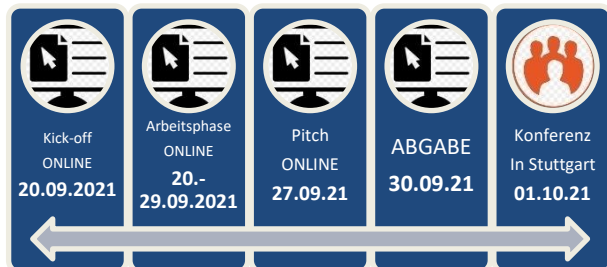 Kick-off
ONLINE
20.09.2021
Arbeitsphase
ONLINE
20.-
29.09.2021
Pitch
ONLINE
27.09.21
ABGABE
30.09.21
Konferenz
In Stuttgart
01.10.21